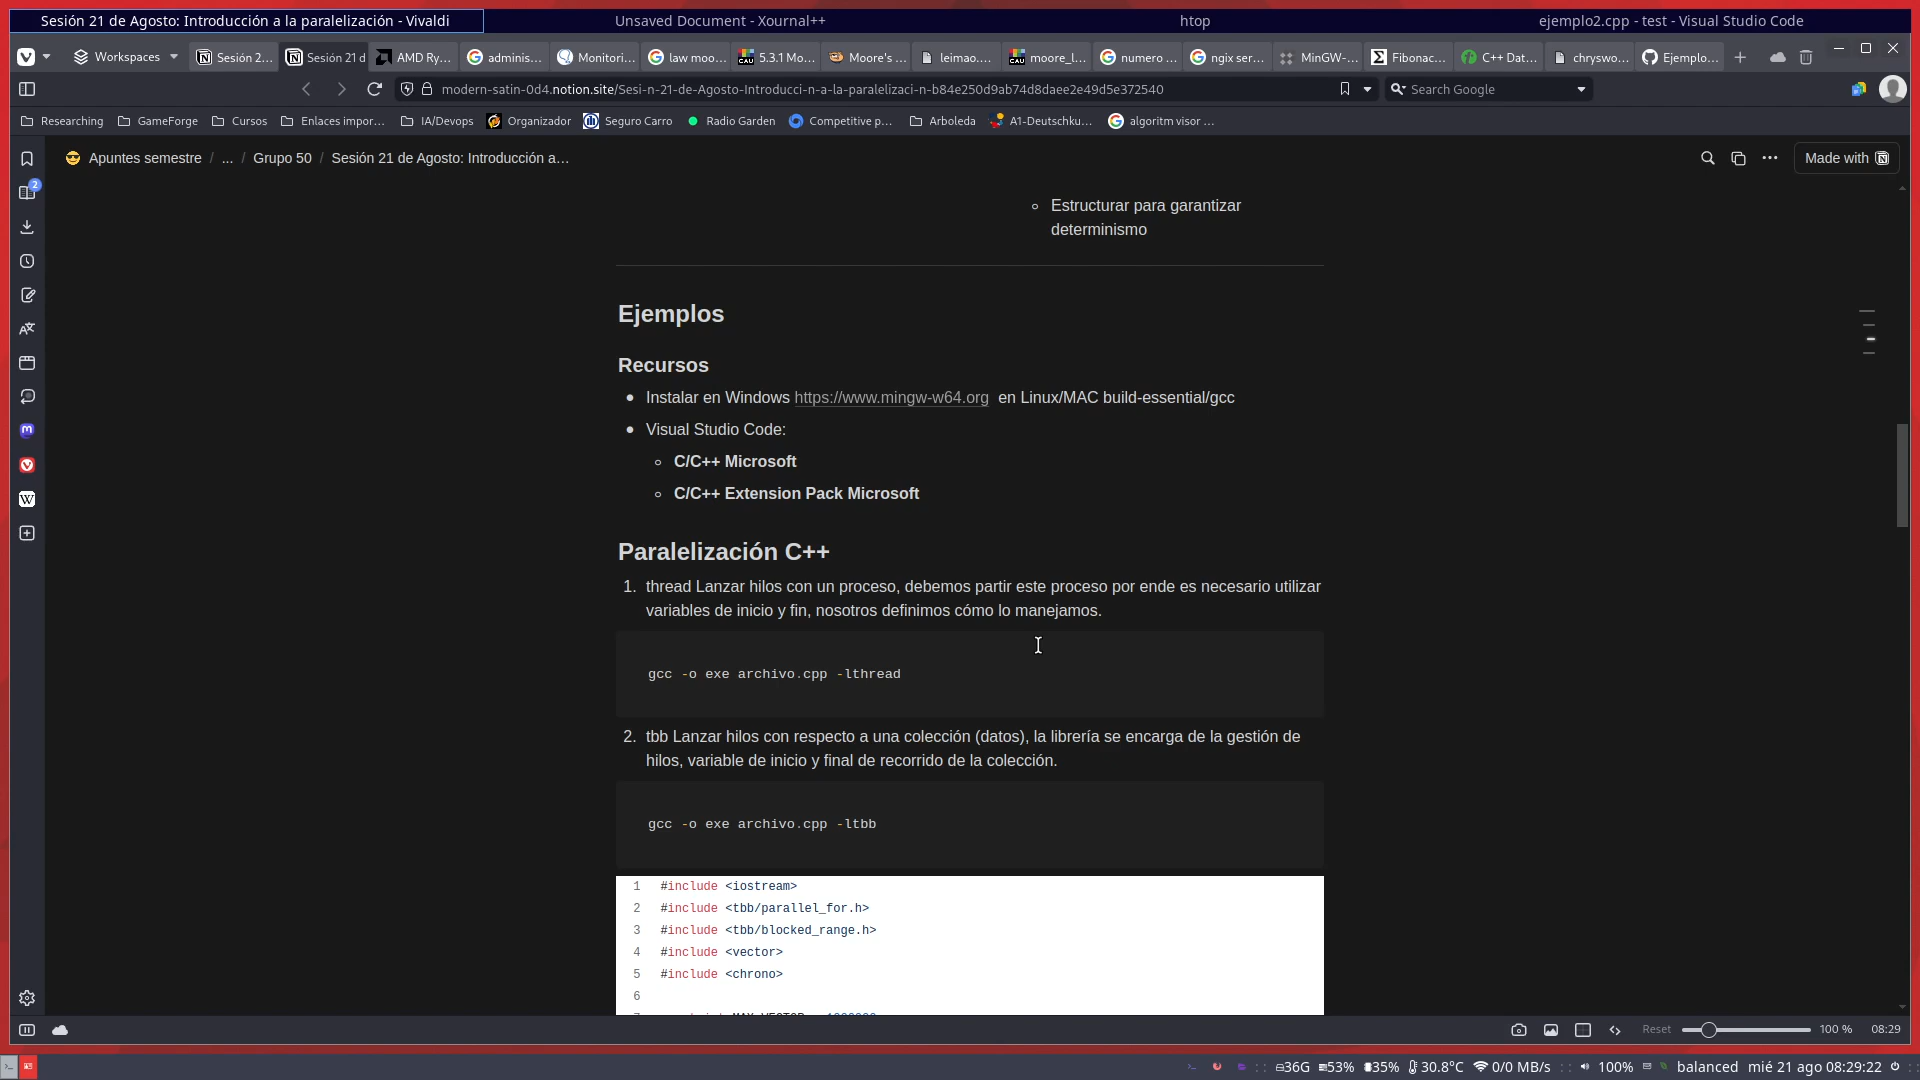 Sesión 21 de Agosto: Introducción a la paralelización - Vivaldi
Unsaved Document - Xournal++
htop
ejemplo2.cpp - test - Visual Studio Code
Workspaces
Sesión 2...
Sesión 21 d
AMD Ry...
adminis...
Monitori...
law moo...
5.3.1 Mo...
Moore's ...
leimao....
moore_l...
numero ...
ngix ser...
MinGW-...
Fibonac...
C++ Dat...
chryswo...
Ejemplo...
modern-satin-0d4.notion.site/Sesi-n-21-de-Agosto-Introducci-n-a-la-paralelizaci-n-b84e250d9ab74d8daee2e49d5e372540
Search Google
Researching
GameForge
Cursos
Enlaces impor...
IA/Devops
Organizador
Seguro Carro
Radio Garden
Competitive p...
Arboleda
A1-Deutschku...
algoritm visor ...
Apuntes semestre / ... / Grupo 50 / Sesión 21 de Agosto: Introducción a...
Made with
2
Estructurar para garantizar
determinismo
Ejemplos
Recursos
Instalar en Windows https://www.mingw-w64.org en Linux/MAC build-essential/gcc
Visual Studio Code:
C/C++ Microsoft
C/C++ Extension Pack Microsoft
Paralelización C++
1. thread Lanzar hilos con un proceso, debemos partir este proceso por ende es necesario utilizar
variables de inicio y fin, nosotros definimos cómo lo manejamos.
gcc -o exe archivo.cpp -lthread
2. tbb Lanzar hilos con respecto a una colección (datos), la librería se encarga de la gestión de
hilos, variable de inicio y final de recorrido de la colección.
gcc -o exe archivo.cpp -ltbb
1 #include <iostream>
2 #include <tbb/parallel_for.h>
3 #include <tbb/blocked_range.h>
4 #include <vector>
5 #include <chrono>
6
Reset
100 %
08:29
36G
53%
35%
30.8°C
0/0 MB/s
100%
balanced
mié 21 ago 08:29:22